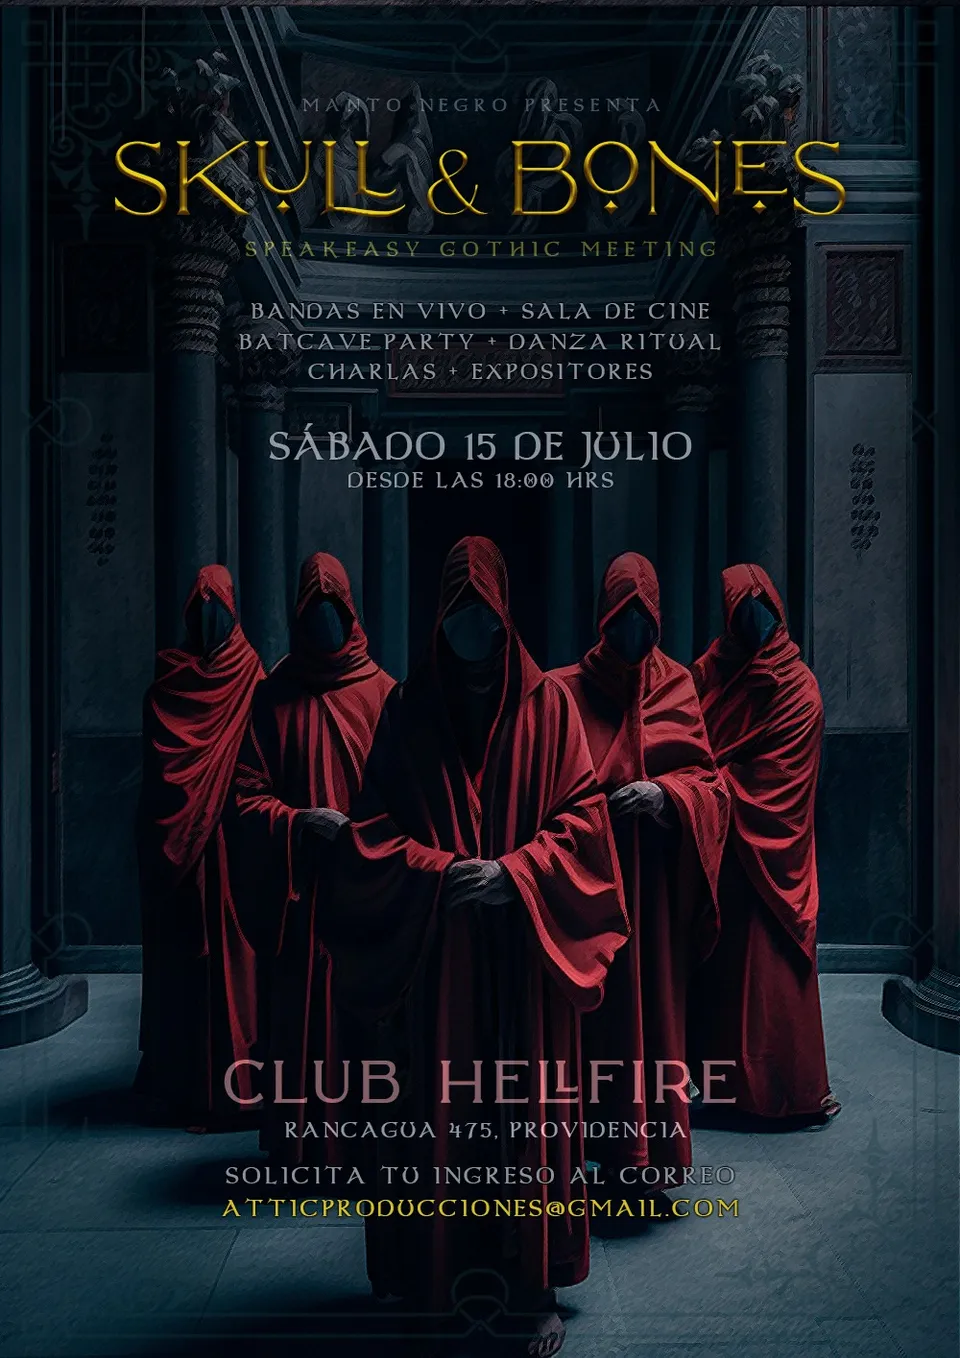 MANTO NEGRO PRESENTA
SKULL & BONES
SPEAKEASY GOTHIC MEETING
BANDAS EN VIVO + SALA DE CINE
BATCAVE PARTY + DANZA RITUAL
CHARLAS + EXPOSITORES
SÁBADO 15 DE JULIO
DESDE LAS 18:00 HRS
CLUB HELLFIRE
RANCAGUA 475, PROVIDENCIA
SOLICITA TU INGRESO AL CORREO
ATTICPRODUCCIONES@GMAIL.COM